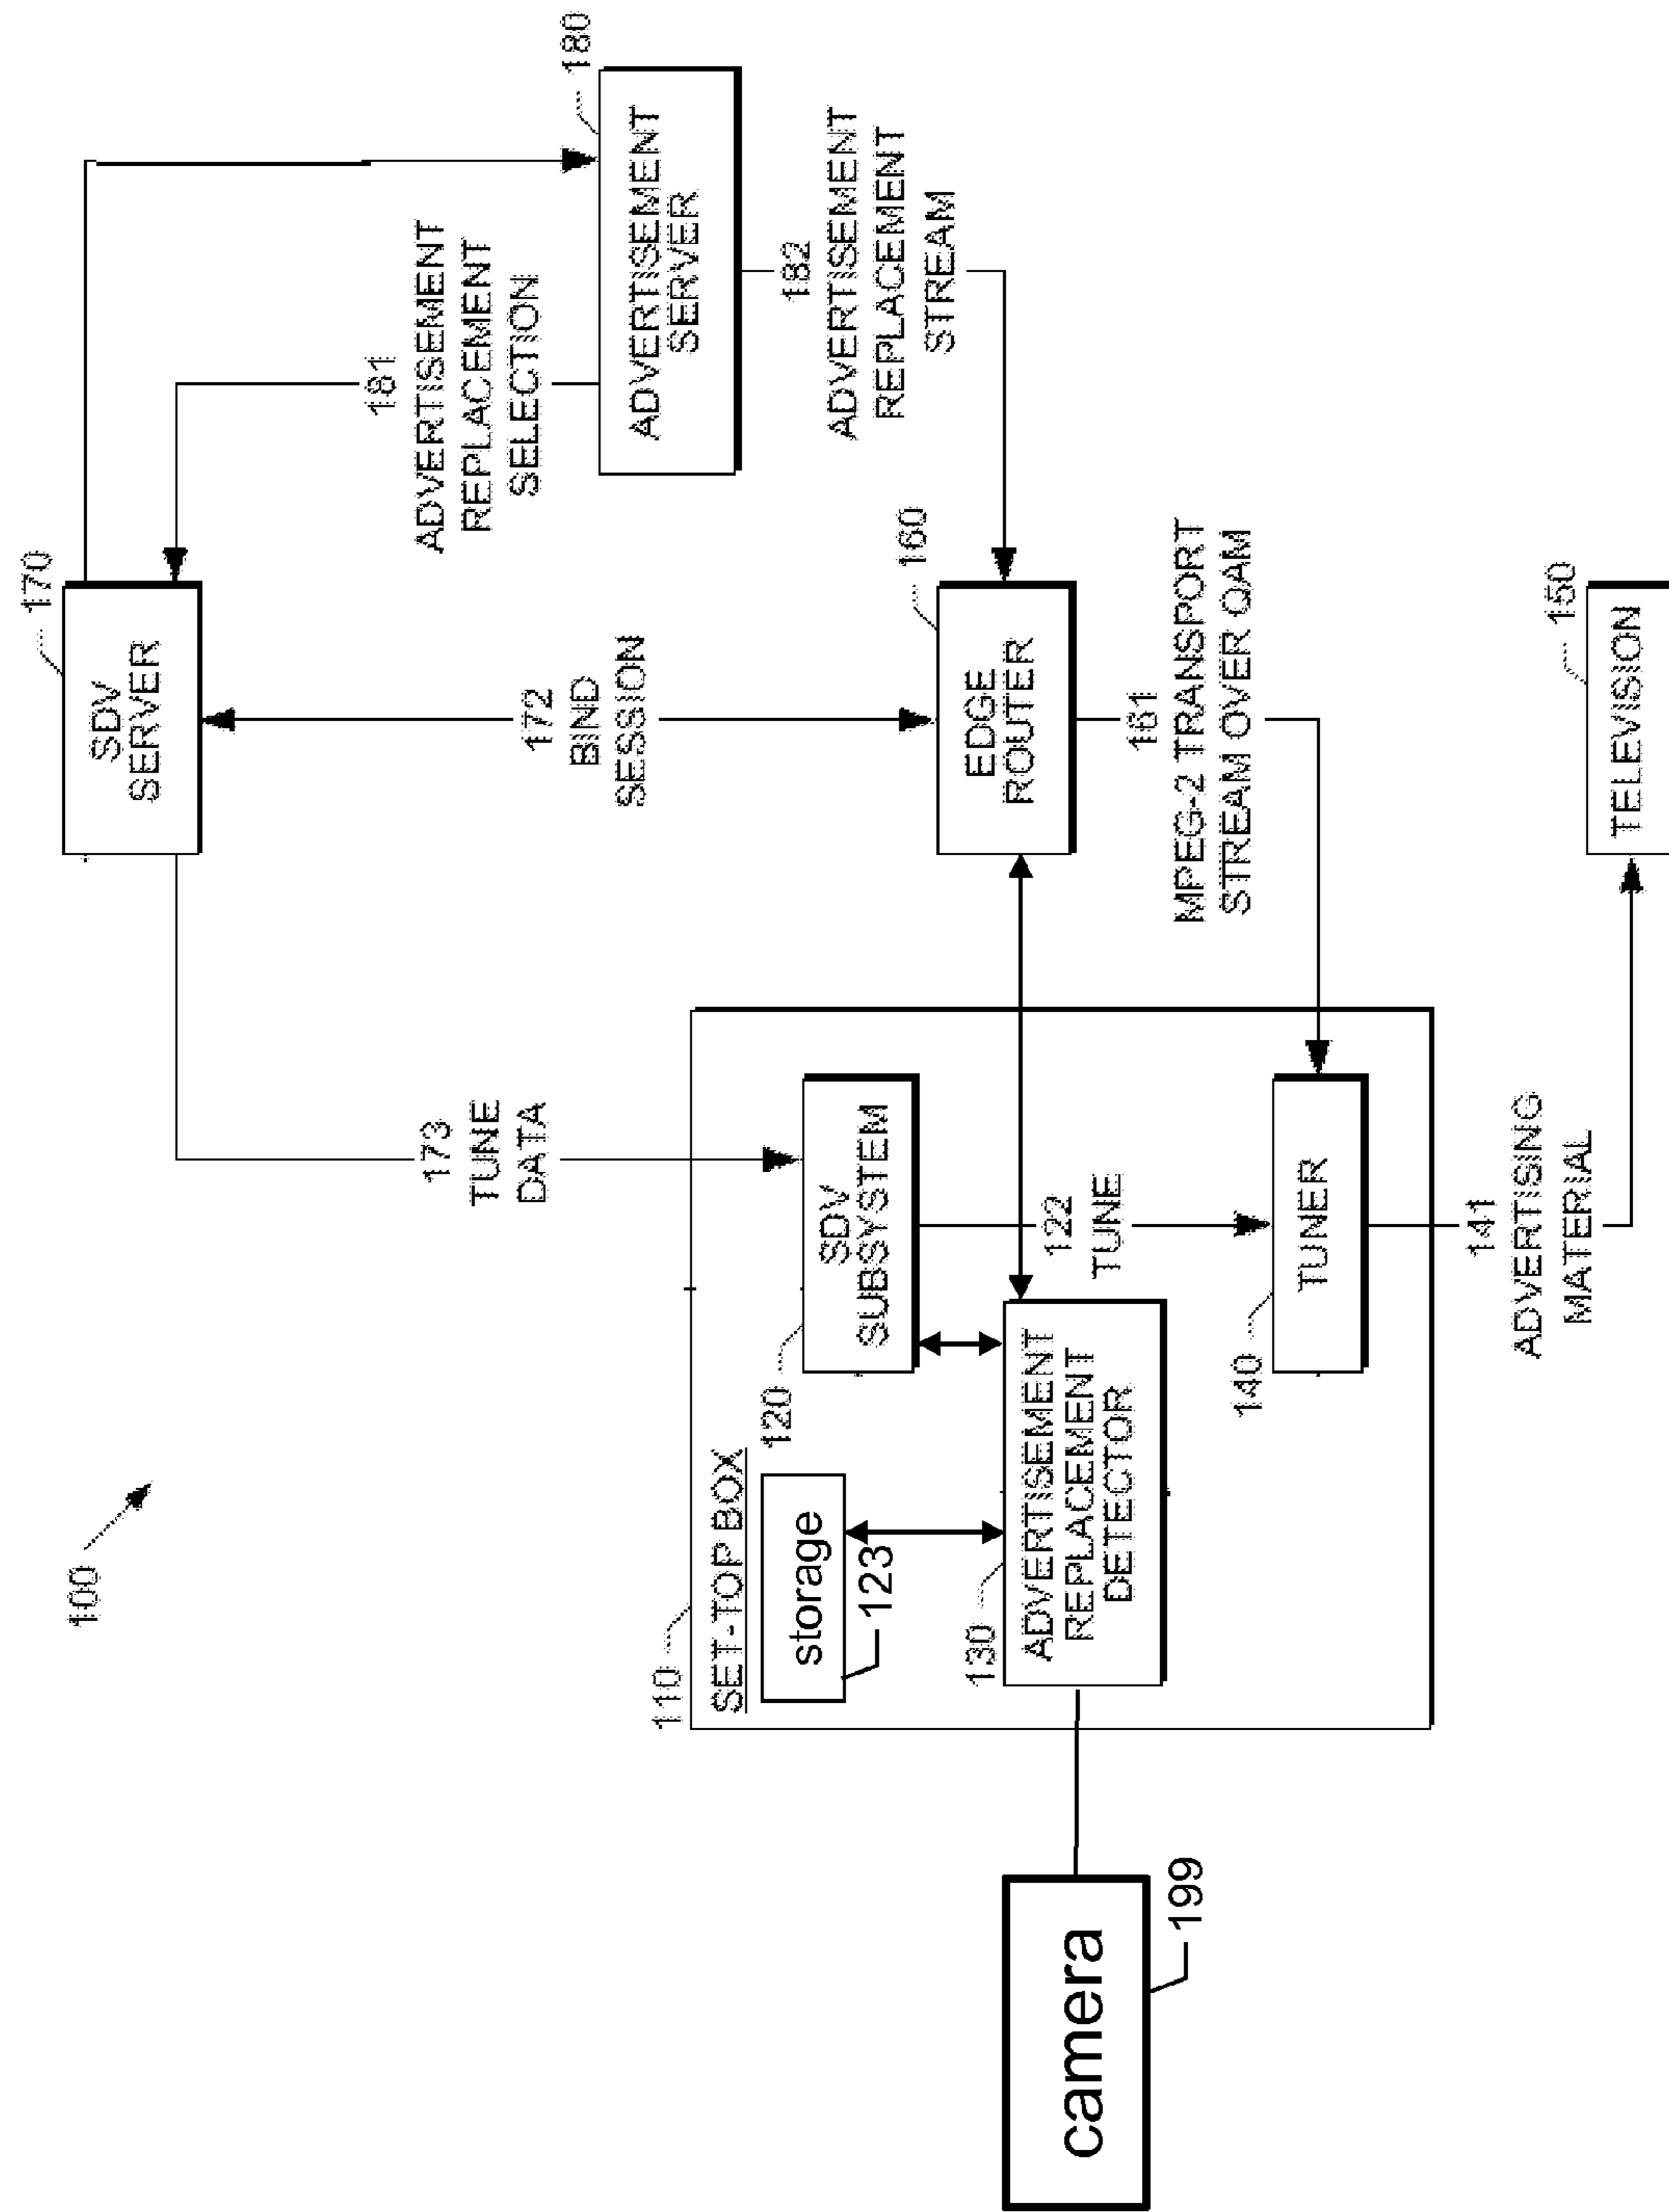 100
170
SDV
SERVER
180
ADVERTISEMENT
SERVER
181
ADVERTISEMENT
REPLACEMENT
SELECTION
172
BIND
SESSION
173
TUNE
DATA
182
ADVERTISEMENT
REPLACEMENT
STREAM
160
EDGE
ROUTER
161
MPEG-2 TRANSPORT
STREAM OVER QAM
110
SET-TOP BOX
storage
123
120
SDV
SUBSYSTEM
130
ADVERTISEMENT
REPLACEMENT
DETECTOR
122
TUNE
140
TUNER
camera
199
141
ADVERTISING
MATERIAL
150
TELEVISION